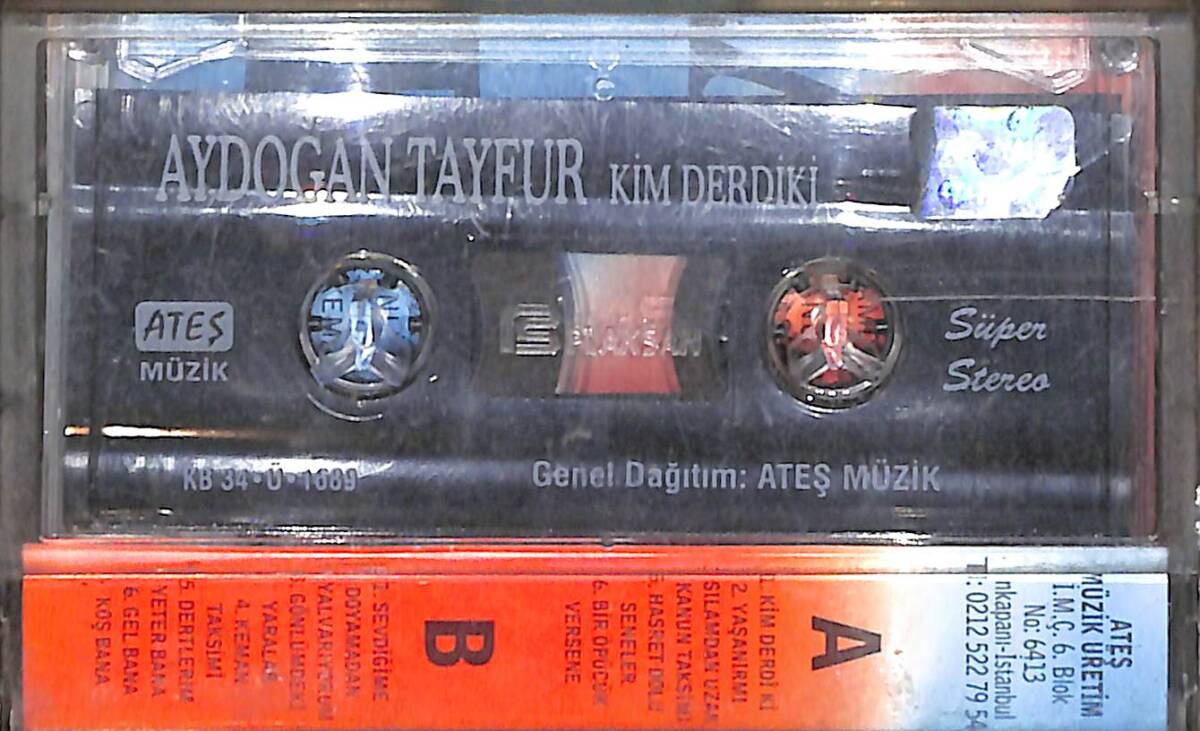 AYDOĞAN TAYFUR KİM DERDİKİ
ATEŞ
MÜZİK
Süper
Stereo
KB 34•Ü•1689
Genel Dağıtım: ATEŞ MÜZİK
ATEŞ
MÜZİK ÜRETİM
İ.M.Ç. 6. Blok
No: 6413
nkapanı-İstanbul
: 0212 522 79 54
A
1. KİM DERDİ Kİ
2. YAŞANIRMI
SILAMDAN UZAK
KANUN TAKSİMİ
5. HASRET DOLU
SENELER
6. BİR ÖPÜCÜK
VERSENE
B
SEVDİĞİME
DOYAMADAN
YALVARIYORUM
3. GÖNLÜMDEKİ
YARALAR
4. KEMAN
TAKSİMİ
5. DERTLERİM
YETER BANA
6. GEL BANA
KOŞ BANA